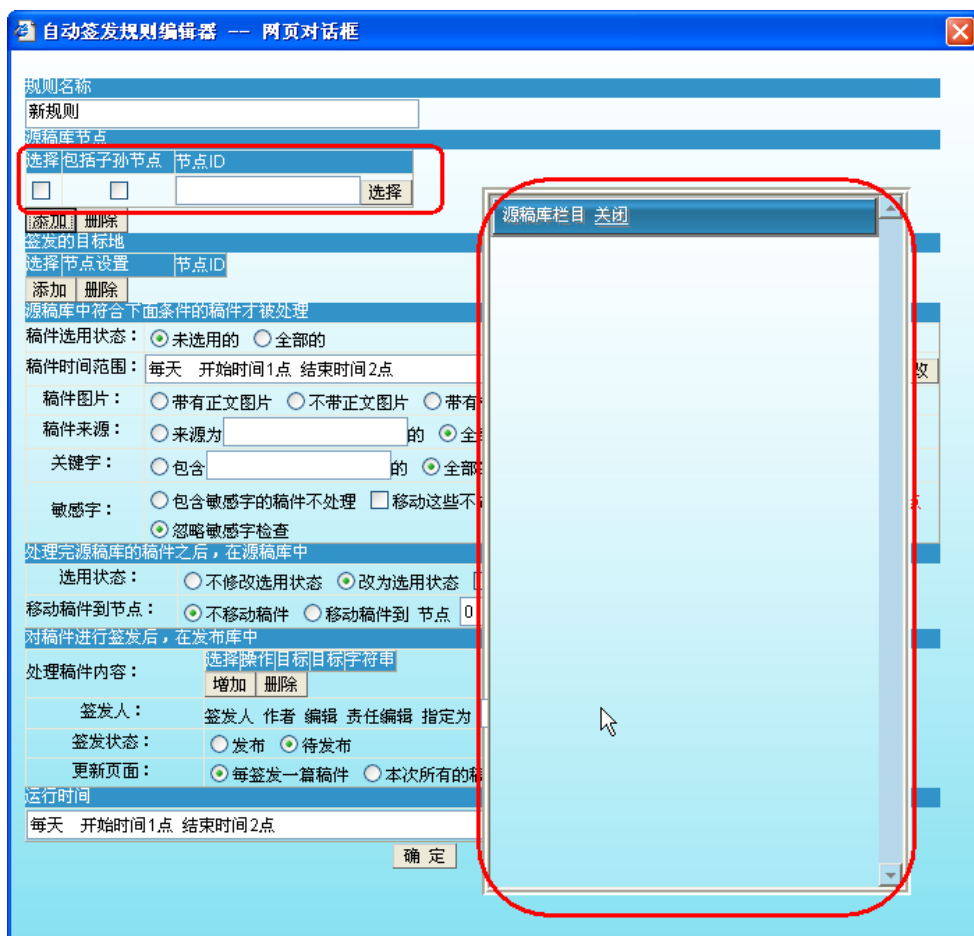 自动签发规则编辑器 -- 网页对话框
规则名称
新规则
源稿库节点
选择 包括子孙节点 节点ID
选择
添加 删除
签发的目标地
选择 节点设置 节点ID
添加 删除
源稿库中符合下面条件的稿件才被处理
稿件选用状态： 未选用的 全部的
稿件时间范围： 每天 开始时间1点 结束时间2点 改
稿件图片： 带有正文图片 不带正文图片 带有
稿件来源： 来源为 的 全
关键字： 包含 的 全部
敏感字： 包含敏感字的稿件不处理 移动这些不
忽略敏感字检查
处理完源稿库的稿件之后，在源稿库中
选用状态： 不修改选用状态 改为选用状态
移动稿件到节点： 不移动稿件 移动稿件到 节点 0
对稿件进行签发后，在发布库中
处理稿件内容： 选择 操作 目标 目标字符串
增加 删除
签发人： 签发人 作者 编辑 责任编辑 指定为
签发状态： 发布 待发布
更新页面： 每签发一篇稿件 本次所有的稿
运行时间
每天 开始时间1点 结束时间2点
确 定
源稿库栏目 关闭